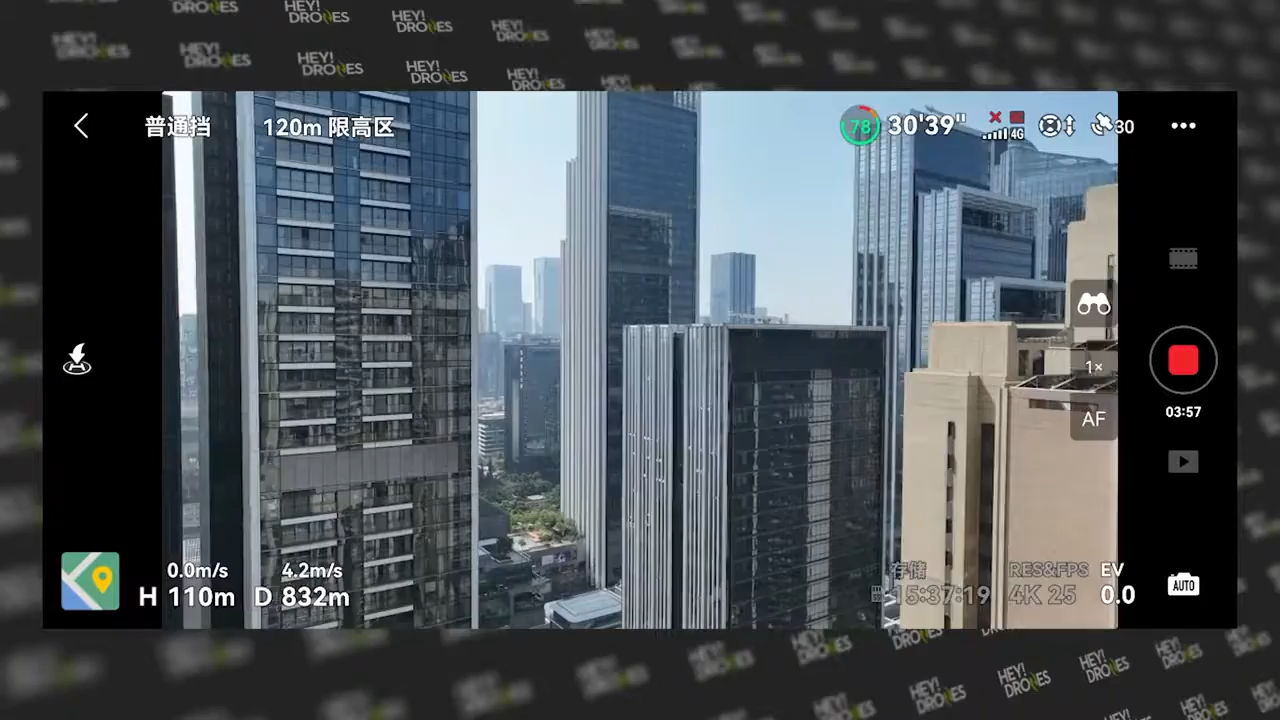 HEY! DRONES
普通挡
120m 限高区
78
30'39"
4G
30
1×
AF
03:57
0.0m/s
4.2m/s
H 110m
D 832m
存储
15:37:19
RES&FPS
4K 25
EV
0.0
AUTO